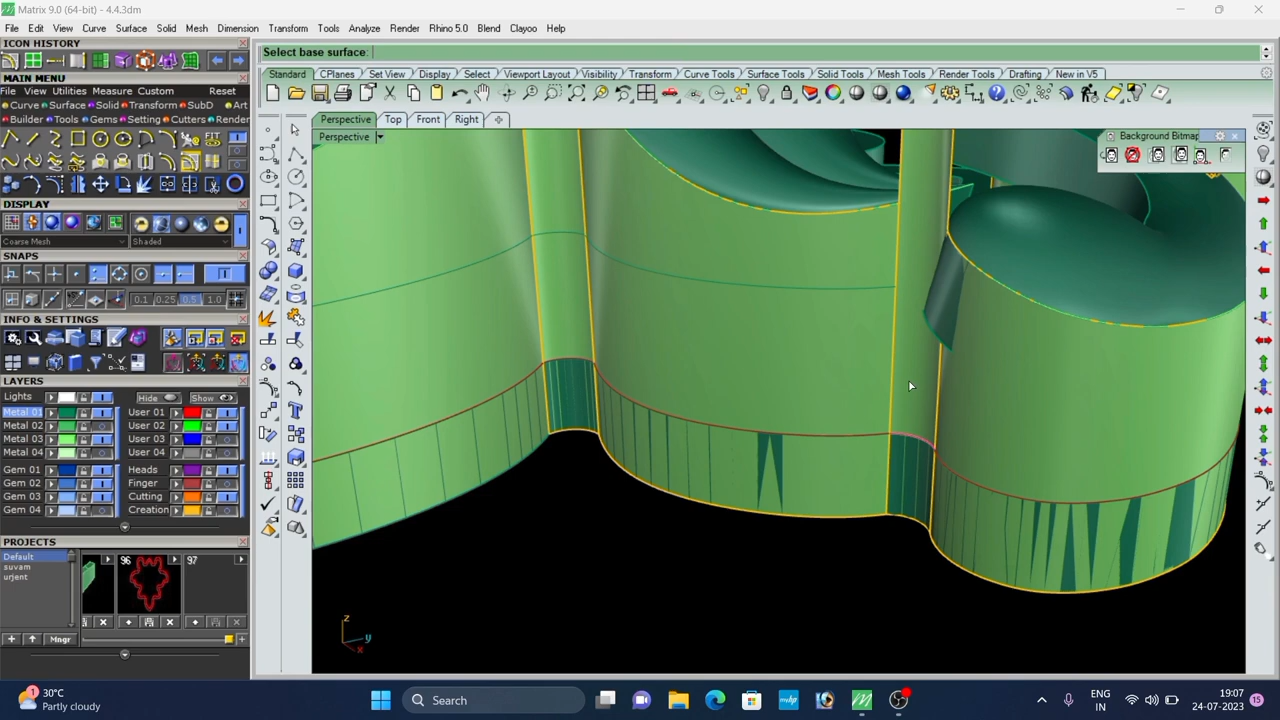 Matrix 9.0 (64-bit) - 4.4.3dm
File Edit View Curve Surface Solid Mesh Dimension Transform Tools Analyze Render Rhino 5.0 Blend Clayoo Help
ICON HISTORY
Select base surface:
MAIN MENU
File View Utilities Measure Custom Reset
Curve Surface Solid Transform SubD Art
Builder Tools Gems Setting Cutters Render
Standard CPlanes Set View Display Select Viewport Layout Visibility Transform Curve Tools Surface Tools Solid Tools Mesh Tools Render Tools Drafting New in V5
Perspective Top Front Right
Perspective
Background Bitmap
FIT
DISPLAY
Coarse Mesh Shaded
SNAPS
0.1 0.25 0.5 1.0
INFO & SETTINGS
LAYERS
Lights Hide Show
Metal 01 User 01
Metal 02 User 02
Metal 03 User 03
Metal 04 User 04
Gem 01 Heads
Gem 02 Finger
Gem 03 Cutting
Gem 04 Creation
PROJECTS
Default
suvam
urjent
96 97
Mngr
z
y
x
1
30°C
Partly cloudy
Search
ENG
IN
19:07
24-07-2023
15